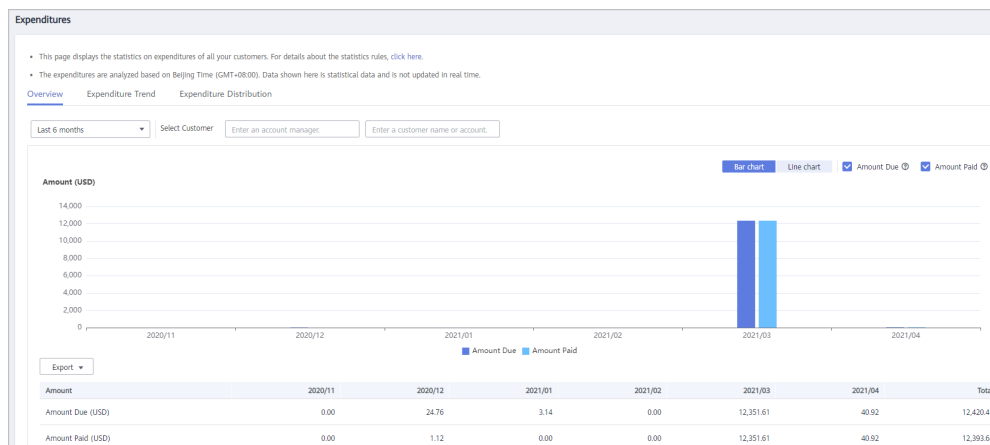 Expenditures
• This page displays the statistics on expenditures of all your customers. For details about the statistics rules, click here.
• The expenditures are analyzed based on Beijing Time (GMT+08:00). Data shown here is statistical data and is not updated in real time.
Overview Expenditure Trend Expenditure Distribution
Last 6 months Select Customer Enter an account manager. Enter a customer name or account.
Bar chart Line chart Amount Due Amount Paid
Amount (USD)
14,000
12,000
10,000
8,000
6,000
4,000
2,000
0
2020/11 2020/12 2021/01 2021/02 2021/03 2021/04
Amount Due Amount Paid
Export
Amount 2020/11 2020/12 2021/01 2021/02 2021/03 2021/04 Tota
Amount Due (USD) 0.00 24.76 3.14 0.00 12,351.61 40.92 12,420.4
Amount Paid (USD) 0.00 1.12 0.00 0.00 12,351.61 40.92 12,393.6